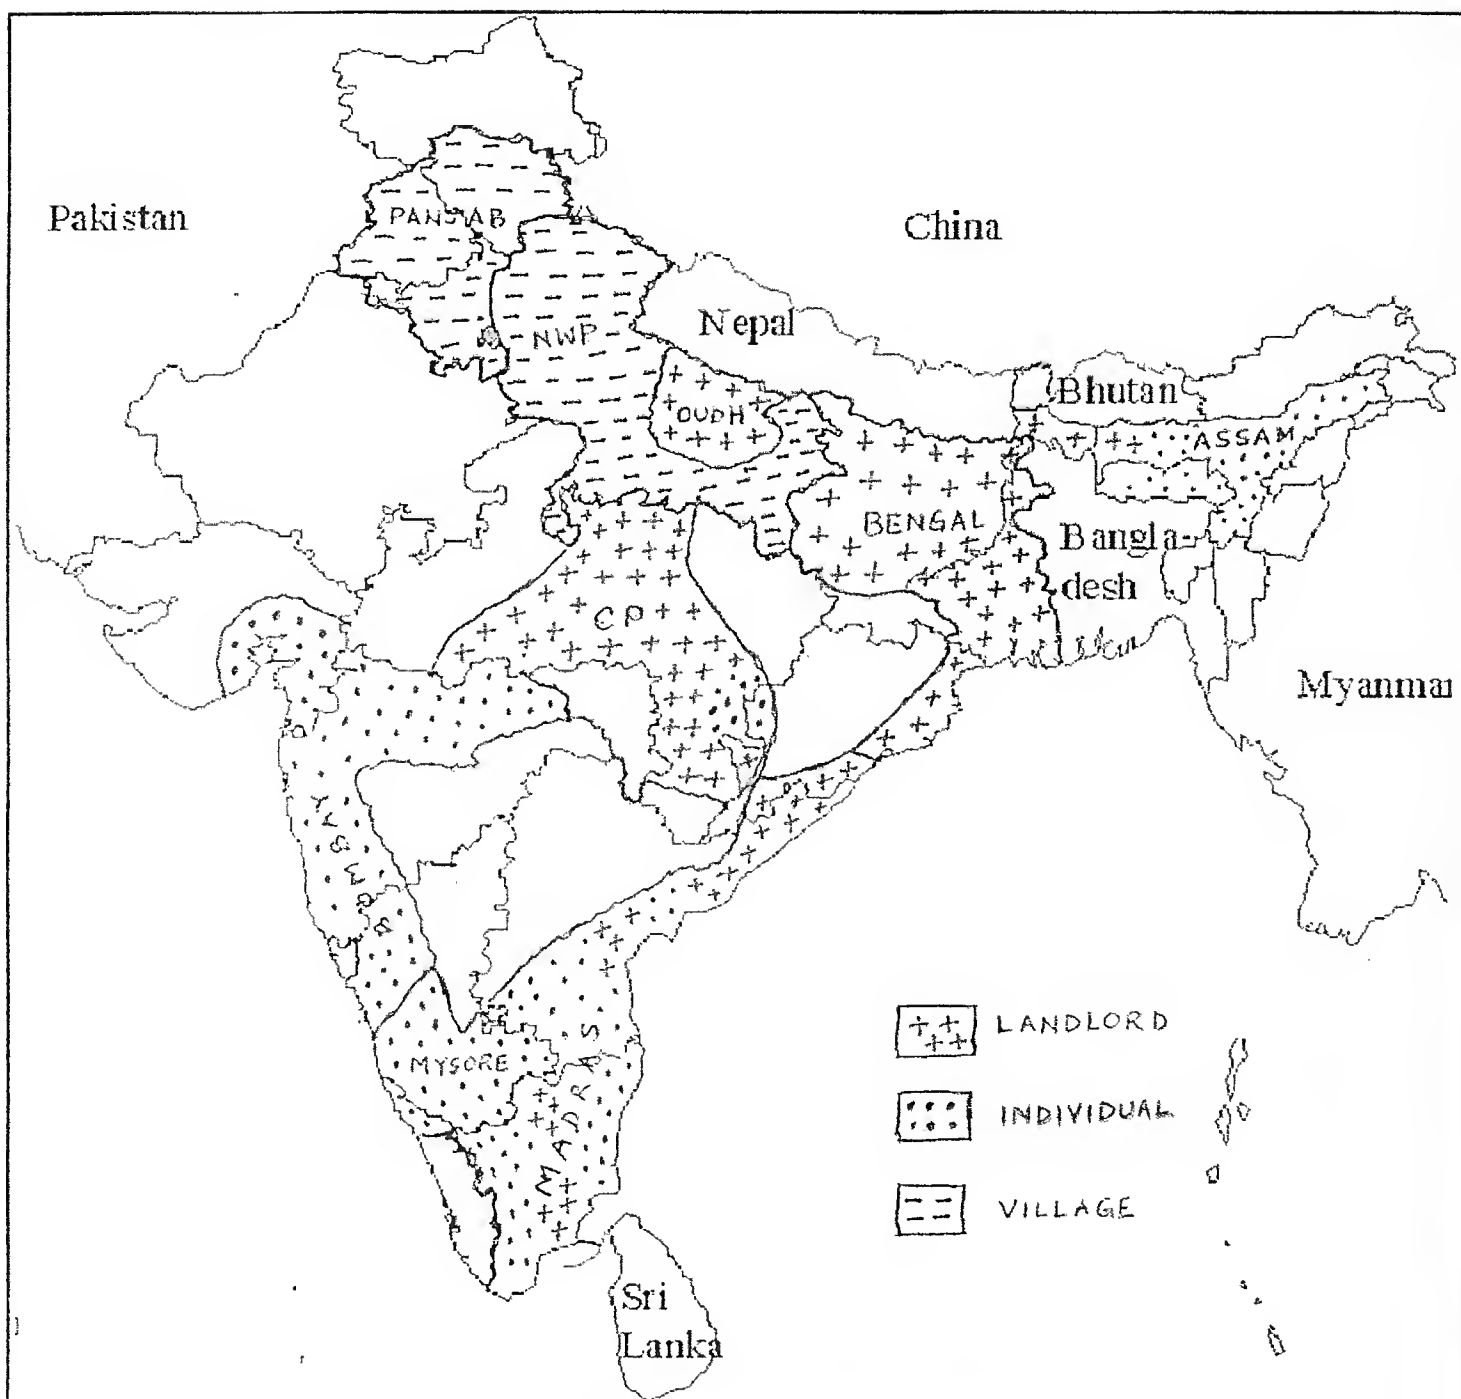 Pakistan
China
PANJAB
NWP
Nepal
Bhutan
OUDH
ASSAM
BENGAL
Bangla-
desh
CP
Myanmar
BOMBAY
MYSORE
MADRAS
LANDLORD
INDIVIDUAL
VILLAGE
Sri
Lanka